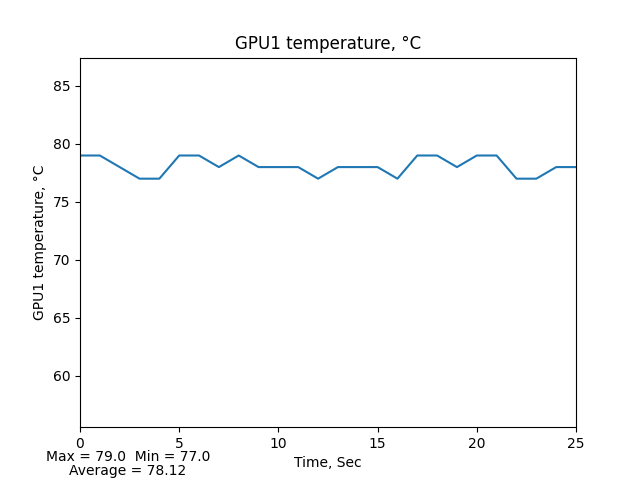 GPU1 temperature, °C
85
80
75
70
65
60
GPU1 temperature, °C
0 5 10 15 20 25
Time, Sec
Max = 79.0  Min = 77.0
Average = 78.12